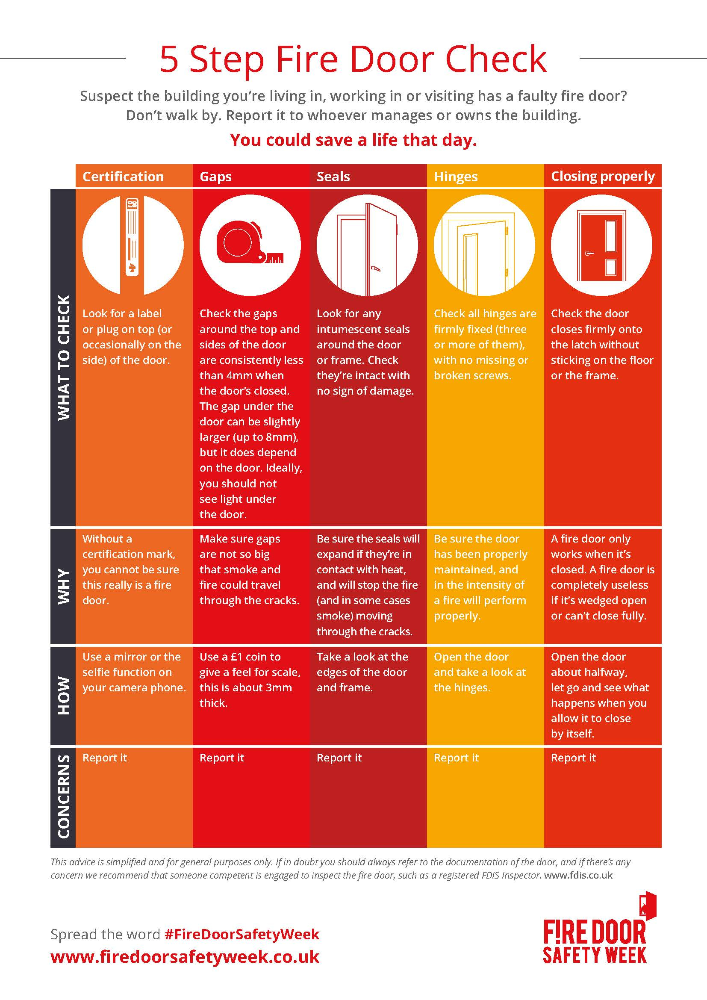 5 Step Fire Door Check
Suspect the building you’re living in, working in or visiting has a faulty fire door?
Don’t walk by. Report it to whoever manages or owns the building.
You could save a life that day.
Certification
Gaps
Seals
Hinges
Closing properly
WHAT TO CHECK
Look for a label
or plug on top (or
occasionally on the
side) of the door.
Check the gaps
around the top and
sides of the door
are consistently less
than 4mm when
the door’s closed.
The gap under the
door can be slightly
larger (up to 8mm),
but it does depend
on the door. Ideally,
you should not
see light under
the door.
Look for any
intumescent seals
around the door
or frame. Check
they’re intact with
no sign of damage.
Check all hinges are
firmly fixed (three
or more of them),
with no missing or
broken screws.
Check the door
closes firmly onto
the latch without
sticking on the floor
or the frame.
WHY
Without a
certification mark,
you cannot be sure
this really is a fire
door.
Make sure gaps
are not so big
that smoke and
fire could travel
through the cracks.
Be sure the seals will
expand if they’re in
contact with heat,
and will stop the fire
(and in some cases
smoke) moving
through the cracks.
Be sure the door
has been properly
maintained, and
in the intensity of
a fire will perform
properly.
A fire door only
works when it’s
closed. A fire door is
completely useless
if it’s wedged open
or can’t close fully.
HOW
Use a mirror or the
selfie function on
your camera phone.
Use a £1 coin to
give a feel for scale,
this is about 3mm
thick.
Take a look at the
edges of the door
and frame.
Open the door
and take a look at
the hinges.
Open the door
about halfway,
let go and see what
happens when you
allow it to close
by itself.
CONCERNS
Report it
Report it
Report it
Report it
Report it
This advice is simplified and for general purposes only. If in doubt you should always refer to the documentation of the door, and if there’s any
concern we recommend that someone competent is engaged to inspect the fire door, such as a registered FDIS Inspector. www.fdis.co.uk
Spread the word #FireDoorSafetyWeek
www.firedoorsafetyweek.co.uk
F!RE DOOR
SAFETY WEEK